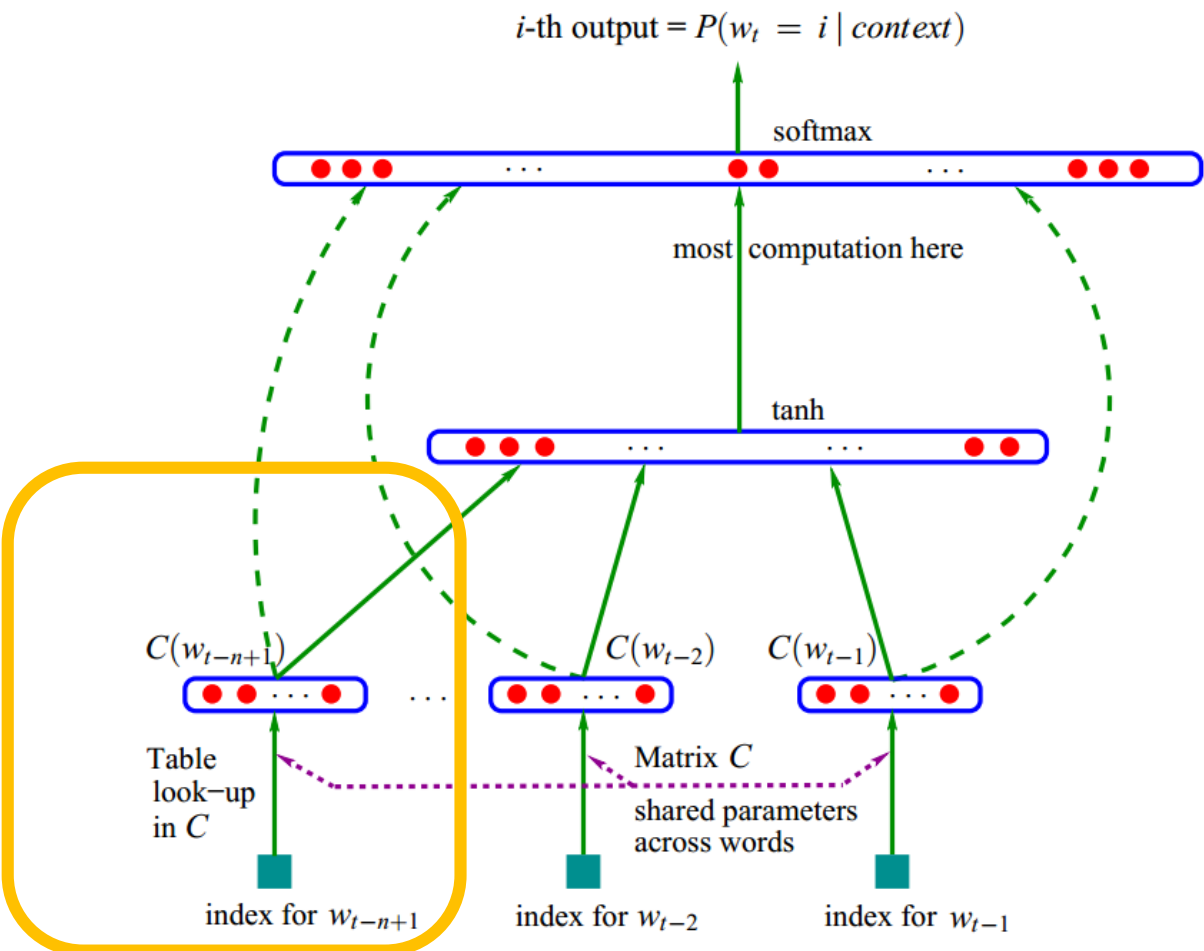 i-th output = P(w_t = i | context)
softmax
... ...
most computation here
tanh
... ...
C(w_{t−n+1}) C(w_{t−2}) C(w_{t−1})
... ... ... ...
Table
look−up
in C
Matrix C
shared parameters
across words
index for w_{t−n+1} index for w_{t−2} index for w_{t−1}